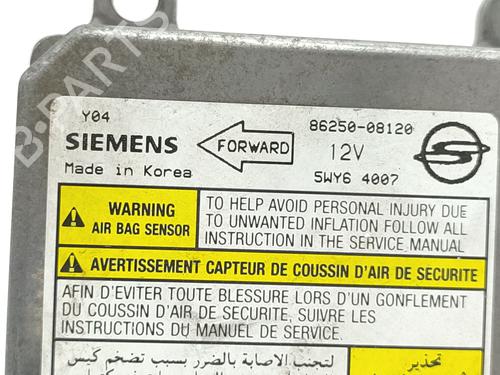 B-PARTS
Y04
86250-08120
SIEMENS
FORWARD
12V
Made in Korea
5WY6 4007
WARNING
AIR BAG SENSOR
TO HELP AVOID PERSONAL INJURY DUE
TO UNWANTED INFLATION FOLLOW ALL
INSTRUCTION IN THE SERVICE MANUAL
AVERTISSEMENT CAPTEUR DE COUSSIN D'AIR DE SECURITE
AFIN D'EVITER TOUTE BLESSURE LORS D'UN GONFLEMENT
DU COUSSIN D'AIR DE SECURITE, SUIVRE LES
INSTRUCTIONS DU MANUEL DE SERVICE.
لتجنب الاصابة بالضرر بسبب تضخم كيس
تحذير